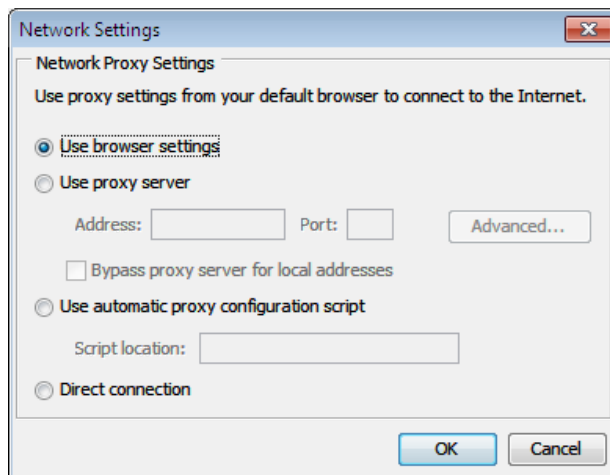 Network Settings
Network Proxy Settings
Use proxy settings from your default browser to connect to the Internet.
Use browser settings
Use proxy server
Address: Port: Advanced...
Bypass proxy server for local addresses
Use automatic proxy configuration script
Script location:
Direct connection
OK Cancel